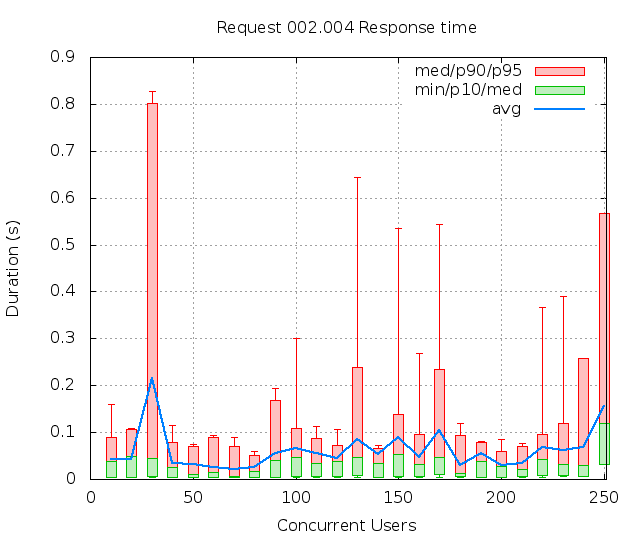 Request 002.004 Response time
med/p90/p95
min/p10/med
avg
Duration (s)
0.9
0.8
0.7
0.6
0.5
0.4
0.3
0.2
0.1
0
0 50 100 150 200 250
Concurrent Users